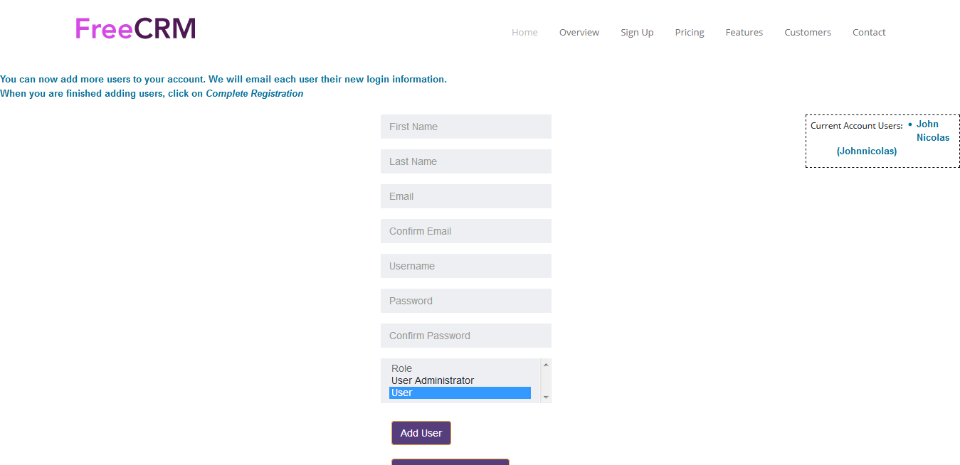 FreeCRM
Home Overview Sign Up Pricing Features Customers Contact
You can now add more users to your account. We will email each user their new login information.
When you are finished adding users, click on Complete Registration
First Name
Last Name
Email
Confirm Email
Username
Password
Confirm Password
Role
User Administrator
User
Add User
Current Account Users: • John
Nicolas
(Johnnicolas)